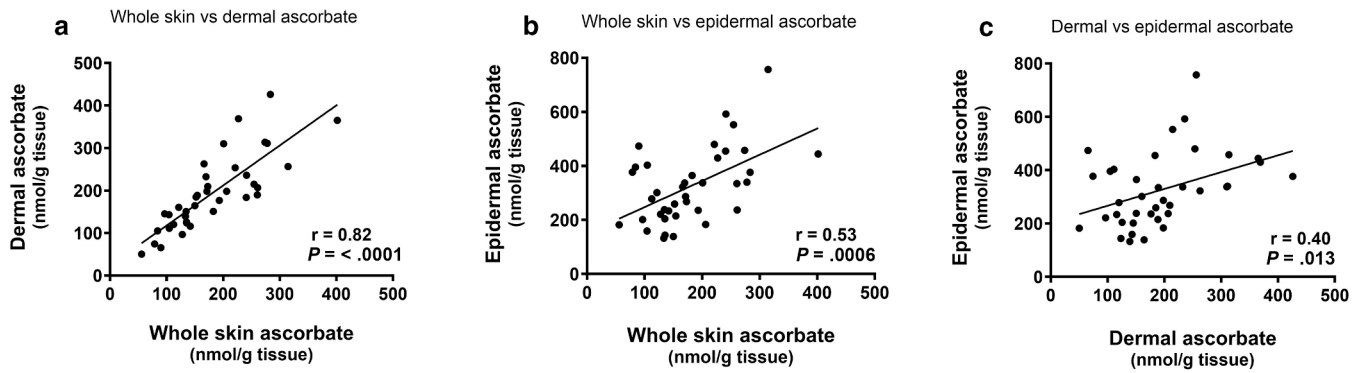 a
Whole skin vs dermal ascorbate
Dermal ascorbate
(nmol/g tissue)
500
400
300
200
100
0
r = 0.82
P = < .0001
0 100 200 300 400 500
Whole skin ascorbate
(nmol/g tissue)
b
Whole skin vs epidermal ascorbate
Epidermal ascorbate
(nmol/g tissue)
800
600
400
200
0
r = 0.53
P = .0006
0 100 200 300 400 500
Whole skin ascorbate
(nmol/g tissue)
c
Dermal vs epidermal ascorbate
Epidermal ascorbate
(nmol/g tissue)
800
600
400
200
0
r = 0.40
P = .013
0 100 200 300 400 500
Dermal ascorbate
(nmol/g tissue)